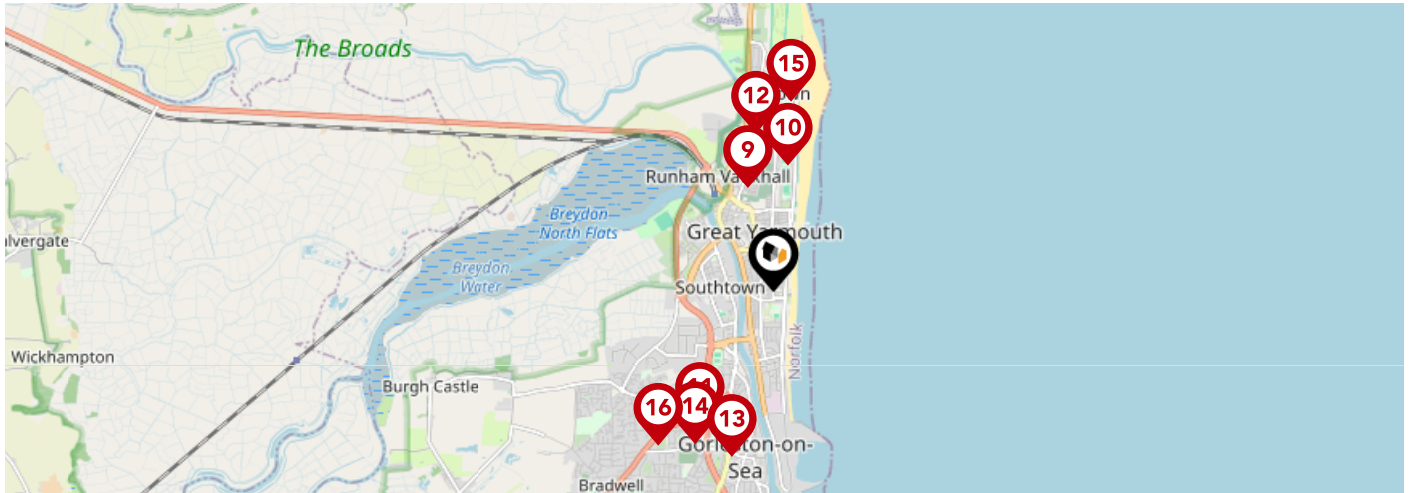 The Broads
15
12
10
9
Runham Vauxhall
Breydon
North Flats
Great Yarmouth
Breydon
Water
Southtown
Norfolk
Wickhampton
Burgh Castle
16
14
13
Gorleston-on-
Sea
Bradwell